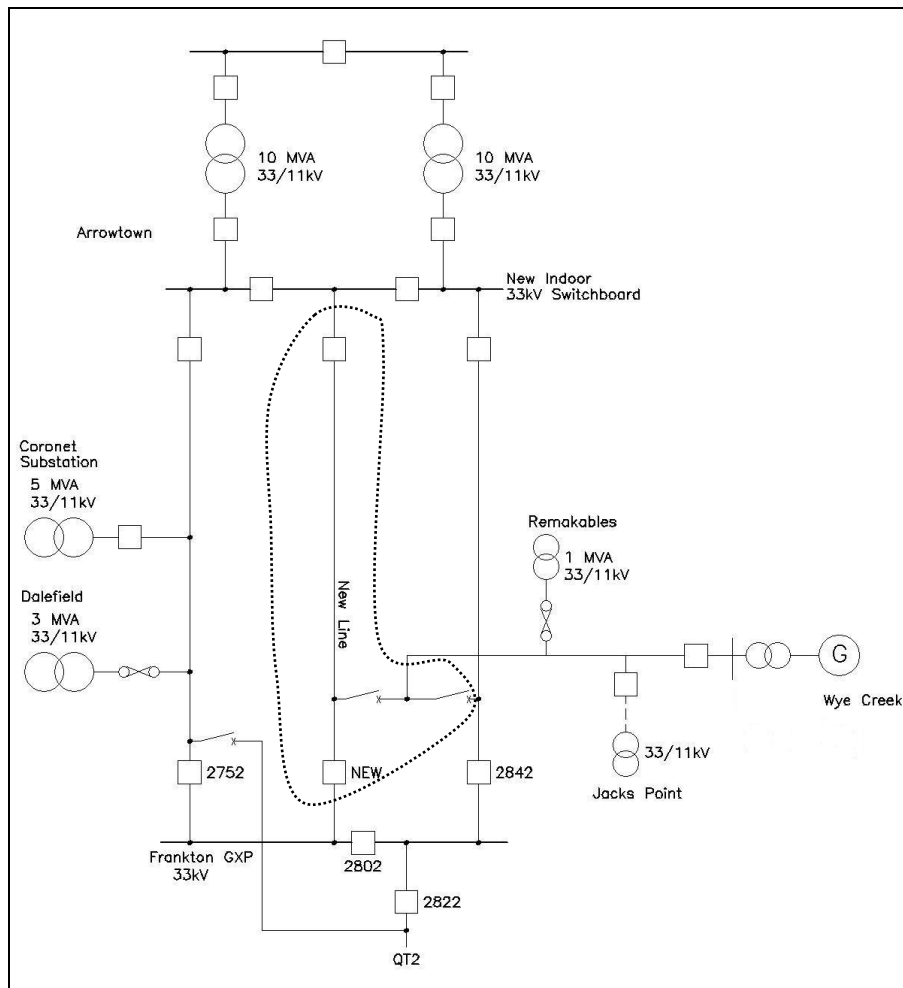 10 MVA
33/11kV
10 MVA
33/11kV
Arrowtown
New Indoor
33kV Switchboard
Coronet
Substation
5 MVA
33/11kV
Remakables
1 MVA
33/11kV
New Line
Dalefield
3 MVA
33/11kV
G
Wye Creek
33/11kV
Jacks Point
2752
NEW
2842
Frankton GXP
33kV
2802
2822
QT2